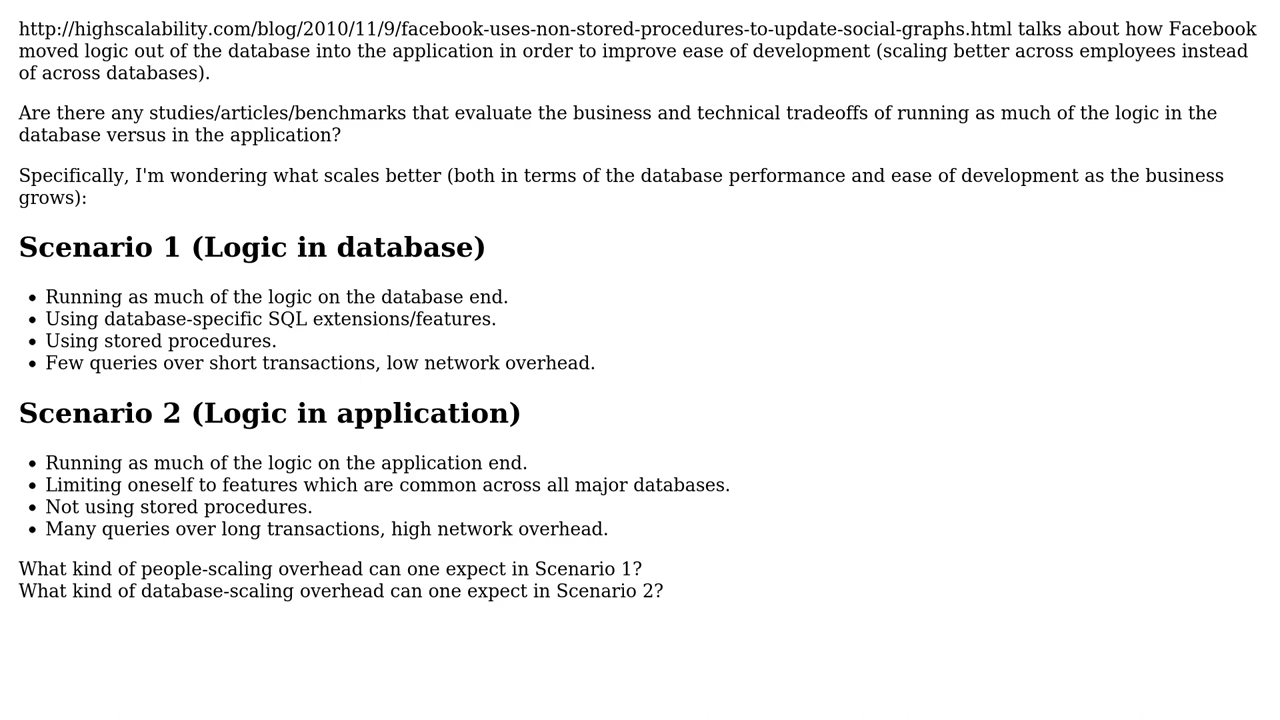 http://highscalability.com/blog/2010/11/9/facebook-uses-non-stored-procedures-to-update-social-graphs.html talks about how Facebook
moved logic out of the database into the application in order to improve ease of development (scaling better across employees instead
of across databases).
Are there any studies/articles/benchmarks that evaluate the business and technical tradeoffs of running as much of the logic in the
database versus in the application?
Specifically, I'm wondering what scales better (both in terms of the database performance and ease of development as the business
grows):
Scenario 1 (Logic in database)
• Running as much of the logic on the database end.
• Using database-specific SQL extensions/features.
• Using stored procedures.
• Few queries over short transactions, low network overhead.
Scenario 2 (Logic in application)
• Running as much of the logic on the application end.
• Limiting oneself to features which are common across all major databases.
• Not using stored procedures.
• Many queries over long transactions, high network overhead.
What kind of people-scaling overhead can one expect in Scenario 1?
What kind of database-scaling overhead can one expect in Scenario 2?